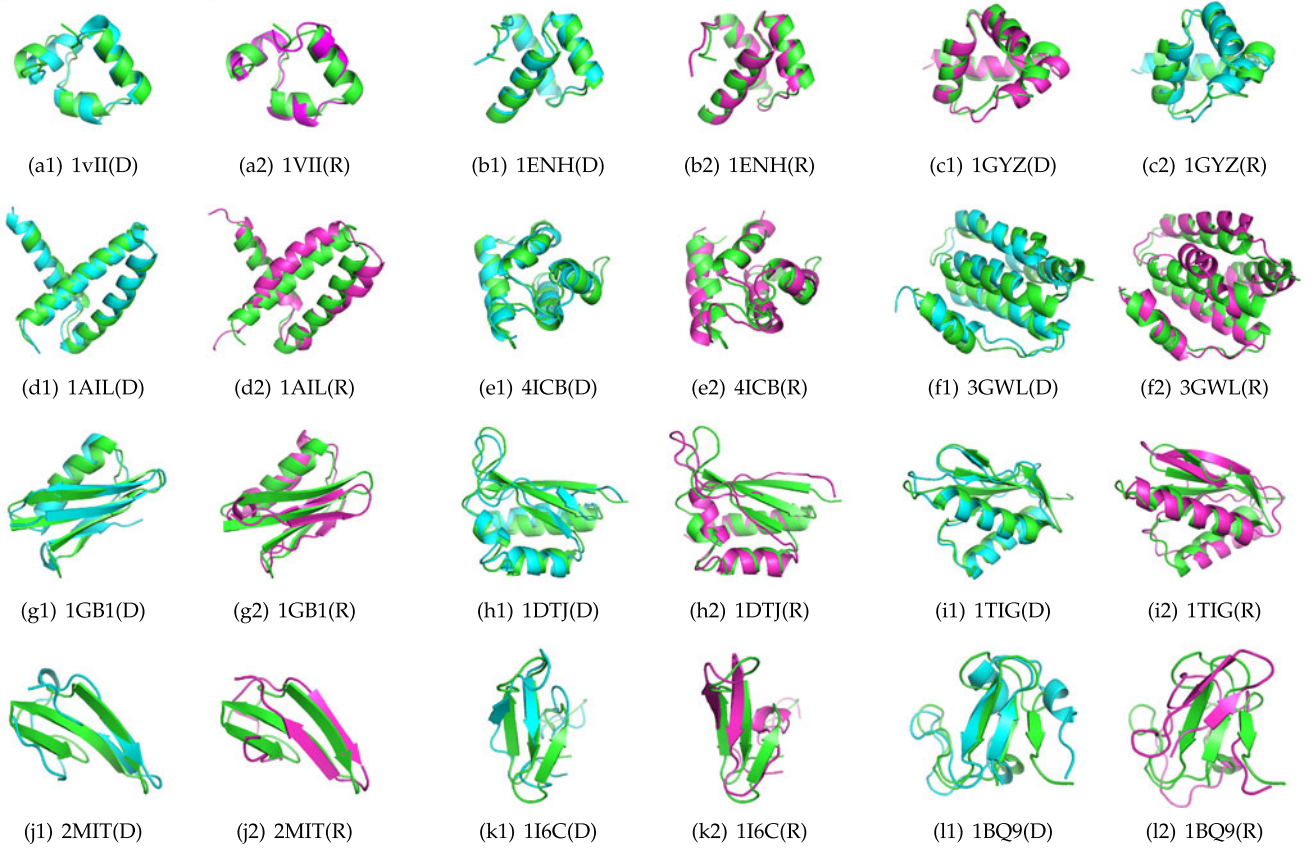 (a1) 1vII(D) (a2) 1VII(R) (b1) 1ENH(D) (b2) 1ENH(R) (c1) 1GYZ(D) (c2) 1GYZ(R)
(d1) 1AIL(D) (d2) 1AIL(R) (e1) 4ICB(D) (e2) 4ICB(R) (f1) 3GWL(D) (f2) 3GWL(R)
(g1) 1GB1(D) (g2) 1GB1(R) (h1) 1DTJ(D) (h2) 1DTJ(R) (i1) 1TIG(D) (i2) 1TIG(R)
(j1) 2MIT(D) (j2) 2MIT(R) (k1) 1I6C(D) (k2) 1I6C(R) (l1) 1BQ9(D) (l2) 1BQ9(R)